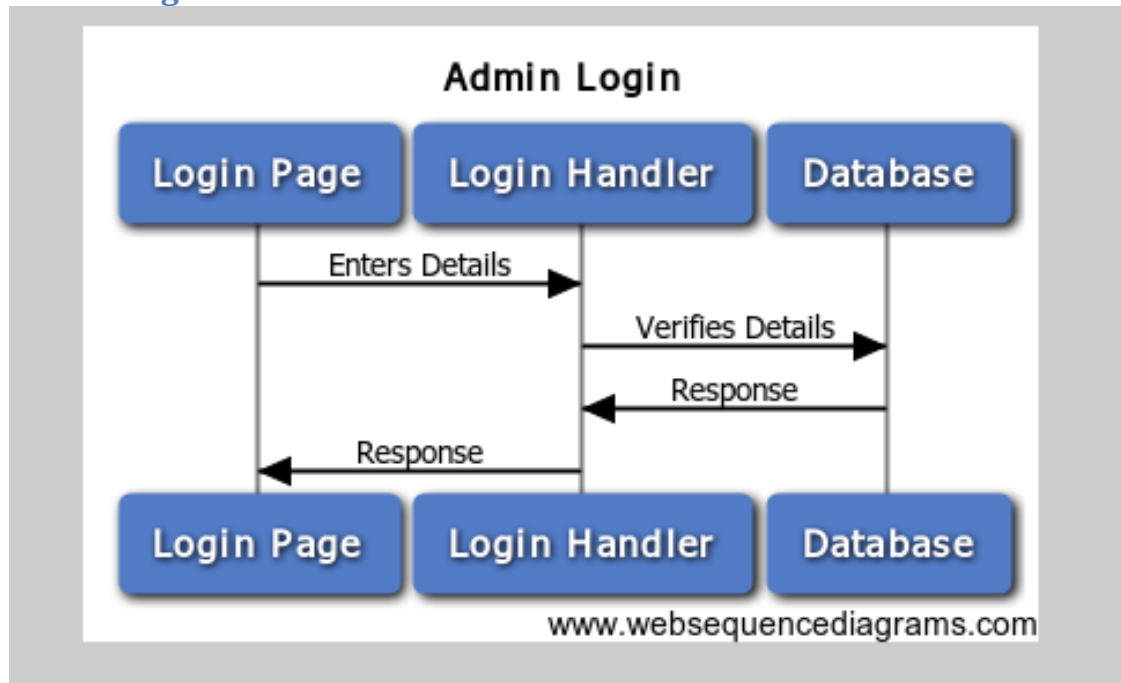 Admin Login
Login Page Login Handler Database
Enters Details
Verifies Details
Response
Response
Login Page Login Handler Database
www.websequencediagrams.com